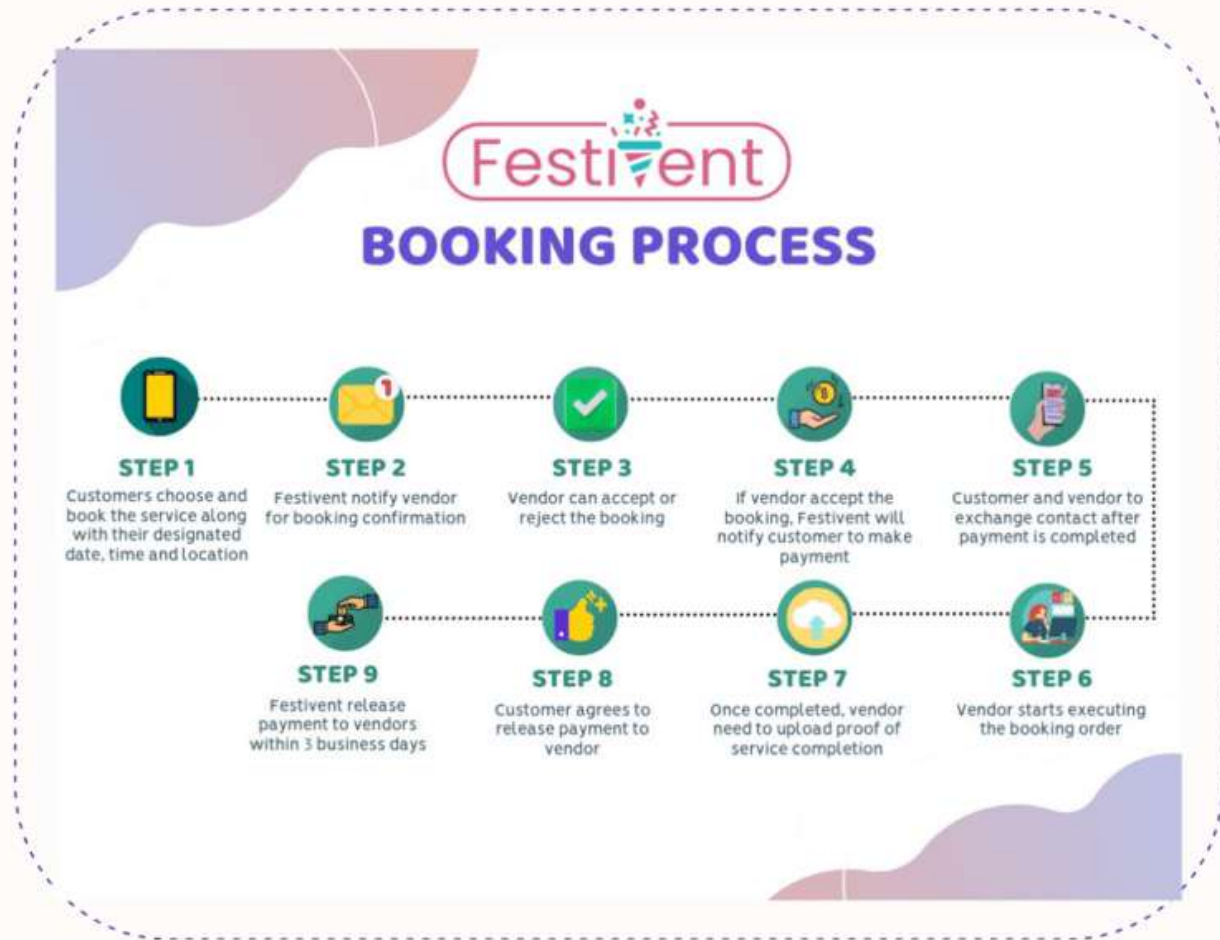 Festivent
BOOKING PROCESS
STEP 1
Customers choose and
book the service along
with their designated
date, time and location
STEP 2
Festivent notify vendor
for booking confirmation
STEP 3
Vendor can accept or
reject the booking
STEP 4
If vendor accept the
booking, Festivent will
notify customer to make
payment
STEP 5
Customer and vendor to
exchange contact after
payment is completed
STEP 6
Vendor starts executing
the booking order
STEP 7
Once completed, vendor
need to upload proof of
service completion
STEP 8
Customer agrees to
release payment to
vendor
STEP 9
Festivent release
payment to vendors
within 3 business days